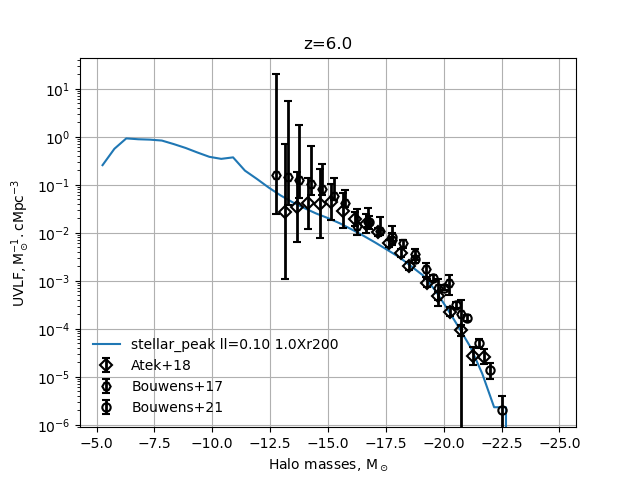 z=6.0
UVLF, M⊙⁻¹. cMpc⁻³
10¹
10⁰
10⁻¹
10⁻²
10⁻³
10⁻⁴
10⁻⁵
10⁻⁶
stellar_peak ll=0.10 1.0Xr200
Atek+18
Bouwens+17
Bouwens+21
−5.0 −7.5 −10.0 −12.5 −15.0 −17.5 −20.0 −22.5 −25.0
Halo masses, M⊙